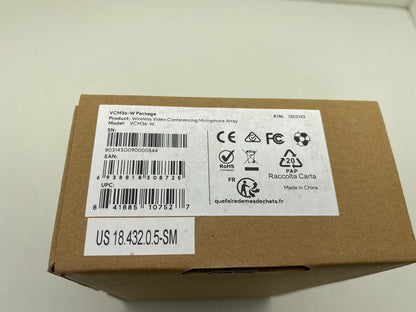 VCM36-W Package
Product: Wireless Video Conferencing Microphone Array
Model: VCM36-W
P/N: 1303143
SN:
803143G090000544
EAN:
6 938818 308725
UPC:
8 41885 10752 7
CE
RoHS
20
PAP
Raccolta Carta
FR
Made in China
quefairedemesdechets.fr
US 18.432.0.5-SM